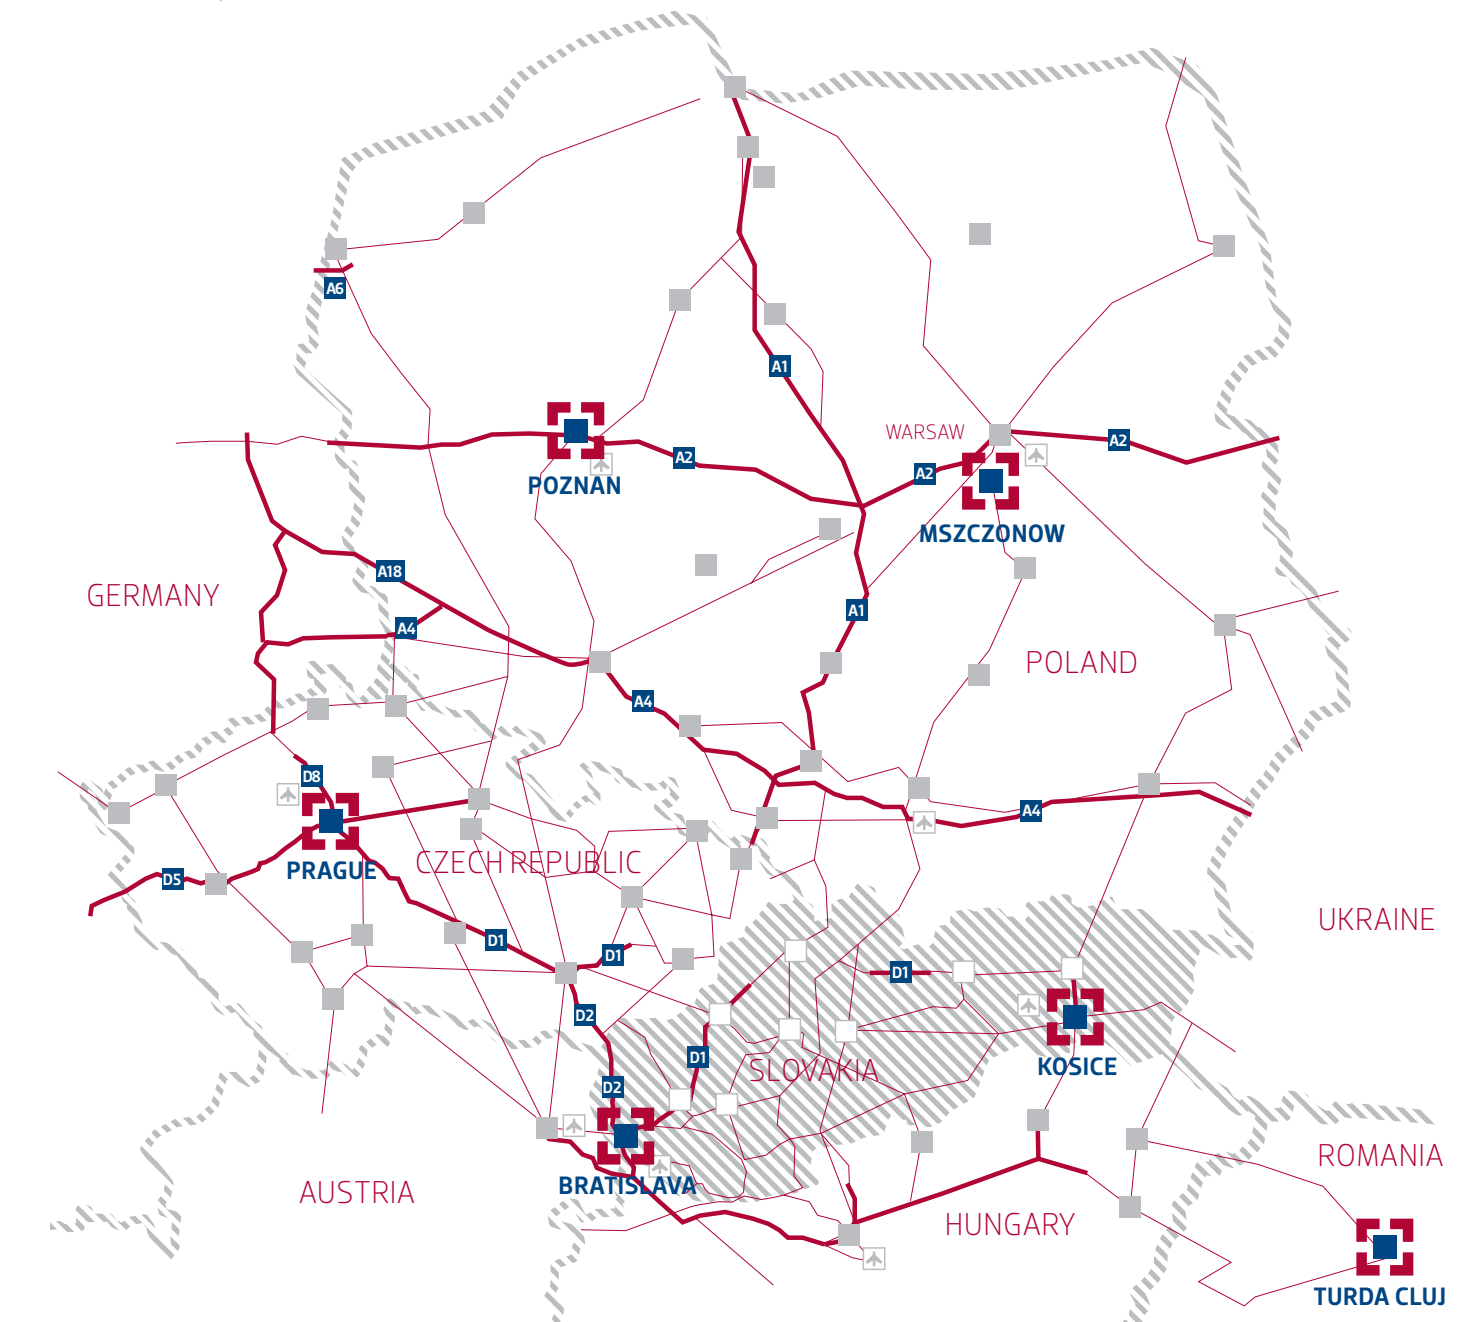 A6
A1
WARSAW
A2
A2
A2
POZNAN
MSZCZONOW
A18
GERMANY
A1
A4
POLAND
A4
D8
A4
CZECH REPUBLIC
PRAGUE
D5
UKRAINE
D1
D1
D1
D2
D1
SLOVAKIA
KOSICE
D2
ROMANIA
BRATISLAVA
AUSTRIA
HUNGARY
TURDA CLUJ